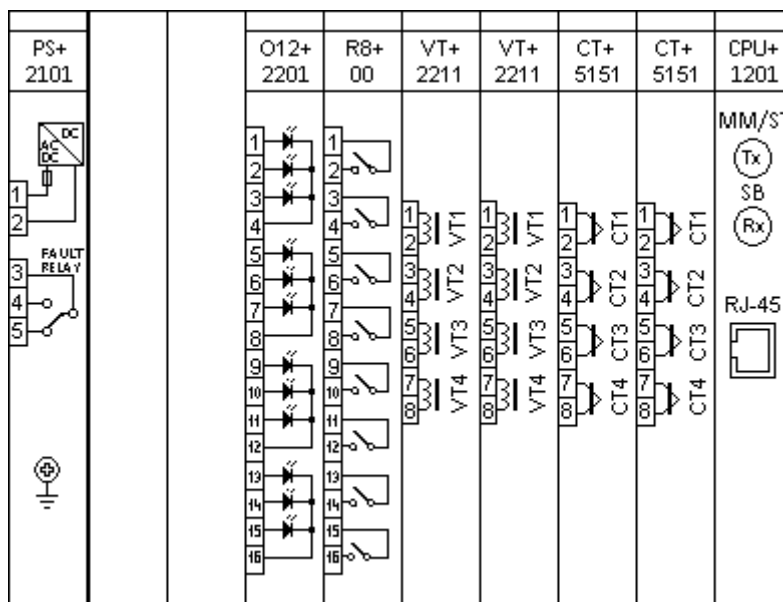 PS+ O12+ R8+ VT+ VT+ CT+ CT+ CPU+
2101 2201 00 2211 2211 5151 5151 1201
DC
AC
DC
1
2
FAULT
RELAY
3
4
5
1
2
3
4
5
6
7
8
9
10
11
12
13
14
15
16
1
2
3
4
5
6
7
8
9
10
11
12
13
14
15
16
1
2
3
4
5
6
7
8
VT1
VT2
VT3
VT4
1
2
3
4
5
6
7
8
VT1
VT2
VT3
VT4
1
2
3
4
5
6
7
8
CT1
CT2
CT3
CT4
1
2
3
4
5
6
7
8
CT1
CT2
CT3
CT4
MM/ST
Tx
SB
Rx
RJ-45